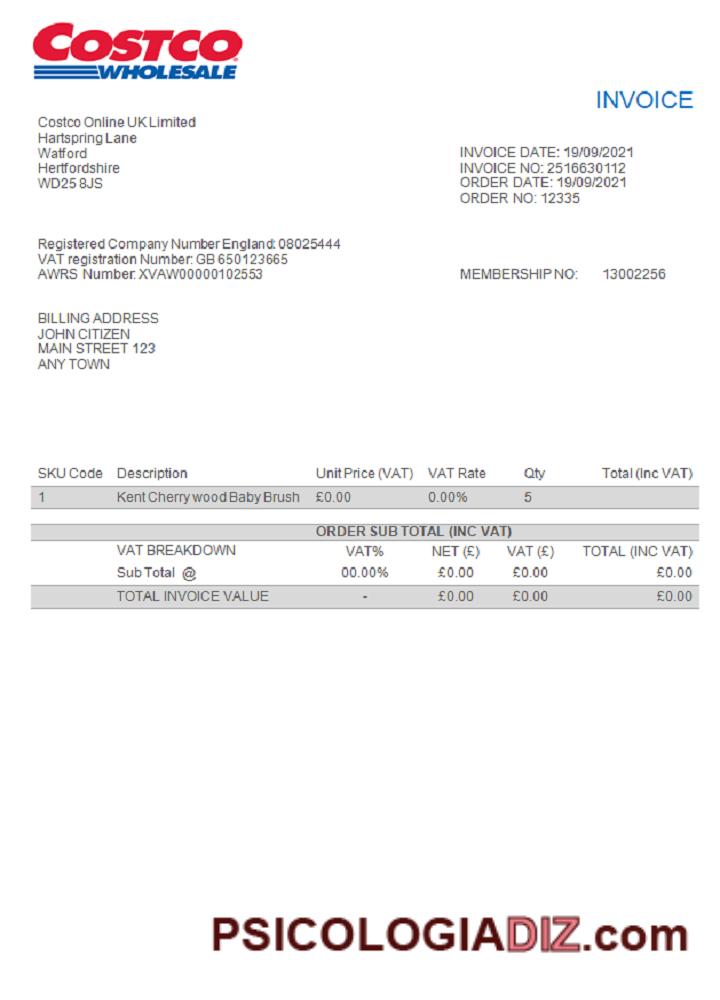 COSTCO
WHOLESALE
INVOICE
Costco Online UK Limited
Hartspring Lane
Watford
Hertfordshire
WD25 8JS
INVOICE DATE: 19/09/2021
INVOICE NO: 2516630112
ORDER DATE: 19/09/2021
ORDER NO: 12335
Registered Company Number England: 08025444
VAT registration Number: GB 650123665
AWRS Number: XVAW00000102553
MEMBERSHIP NO: 13002256
BILLING ADDRESS
JOHN CITIZEN
MAIN STREET 123
ANY TOWN
SKU Code Description Unit Price (VAT) VAT Rate Qty Total (Inc VAT)
1 Kent Cherry wood Baby Brush £0.00 0.00% 5
ORDER SUB TOTAL (INC VAT)
VAT BREAKDOWN VAT% NET (£) VAT (£) TOTAL (INC VAT)
Sub Total @ 00.00% £0.00 £0.00 £0.00
TOTAL INVOICE VALUE - £0.00 £0.00 £0.00
PSICOLOGIADIZ.com